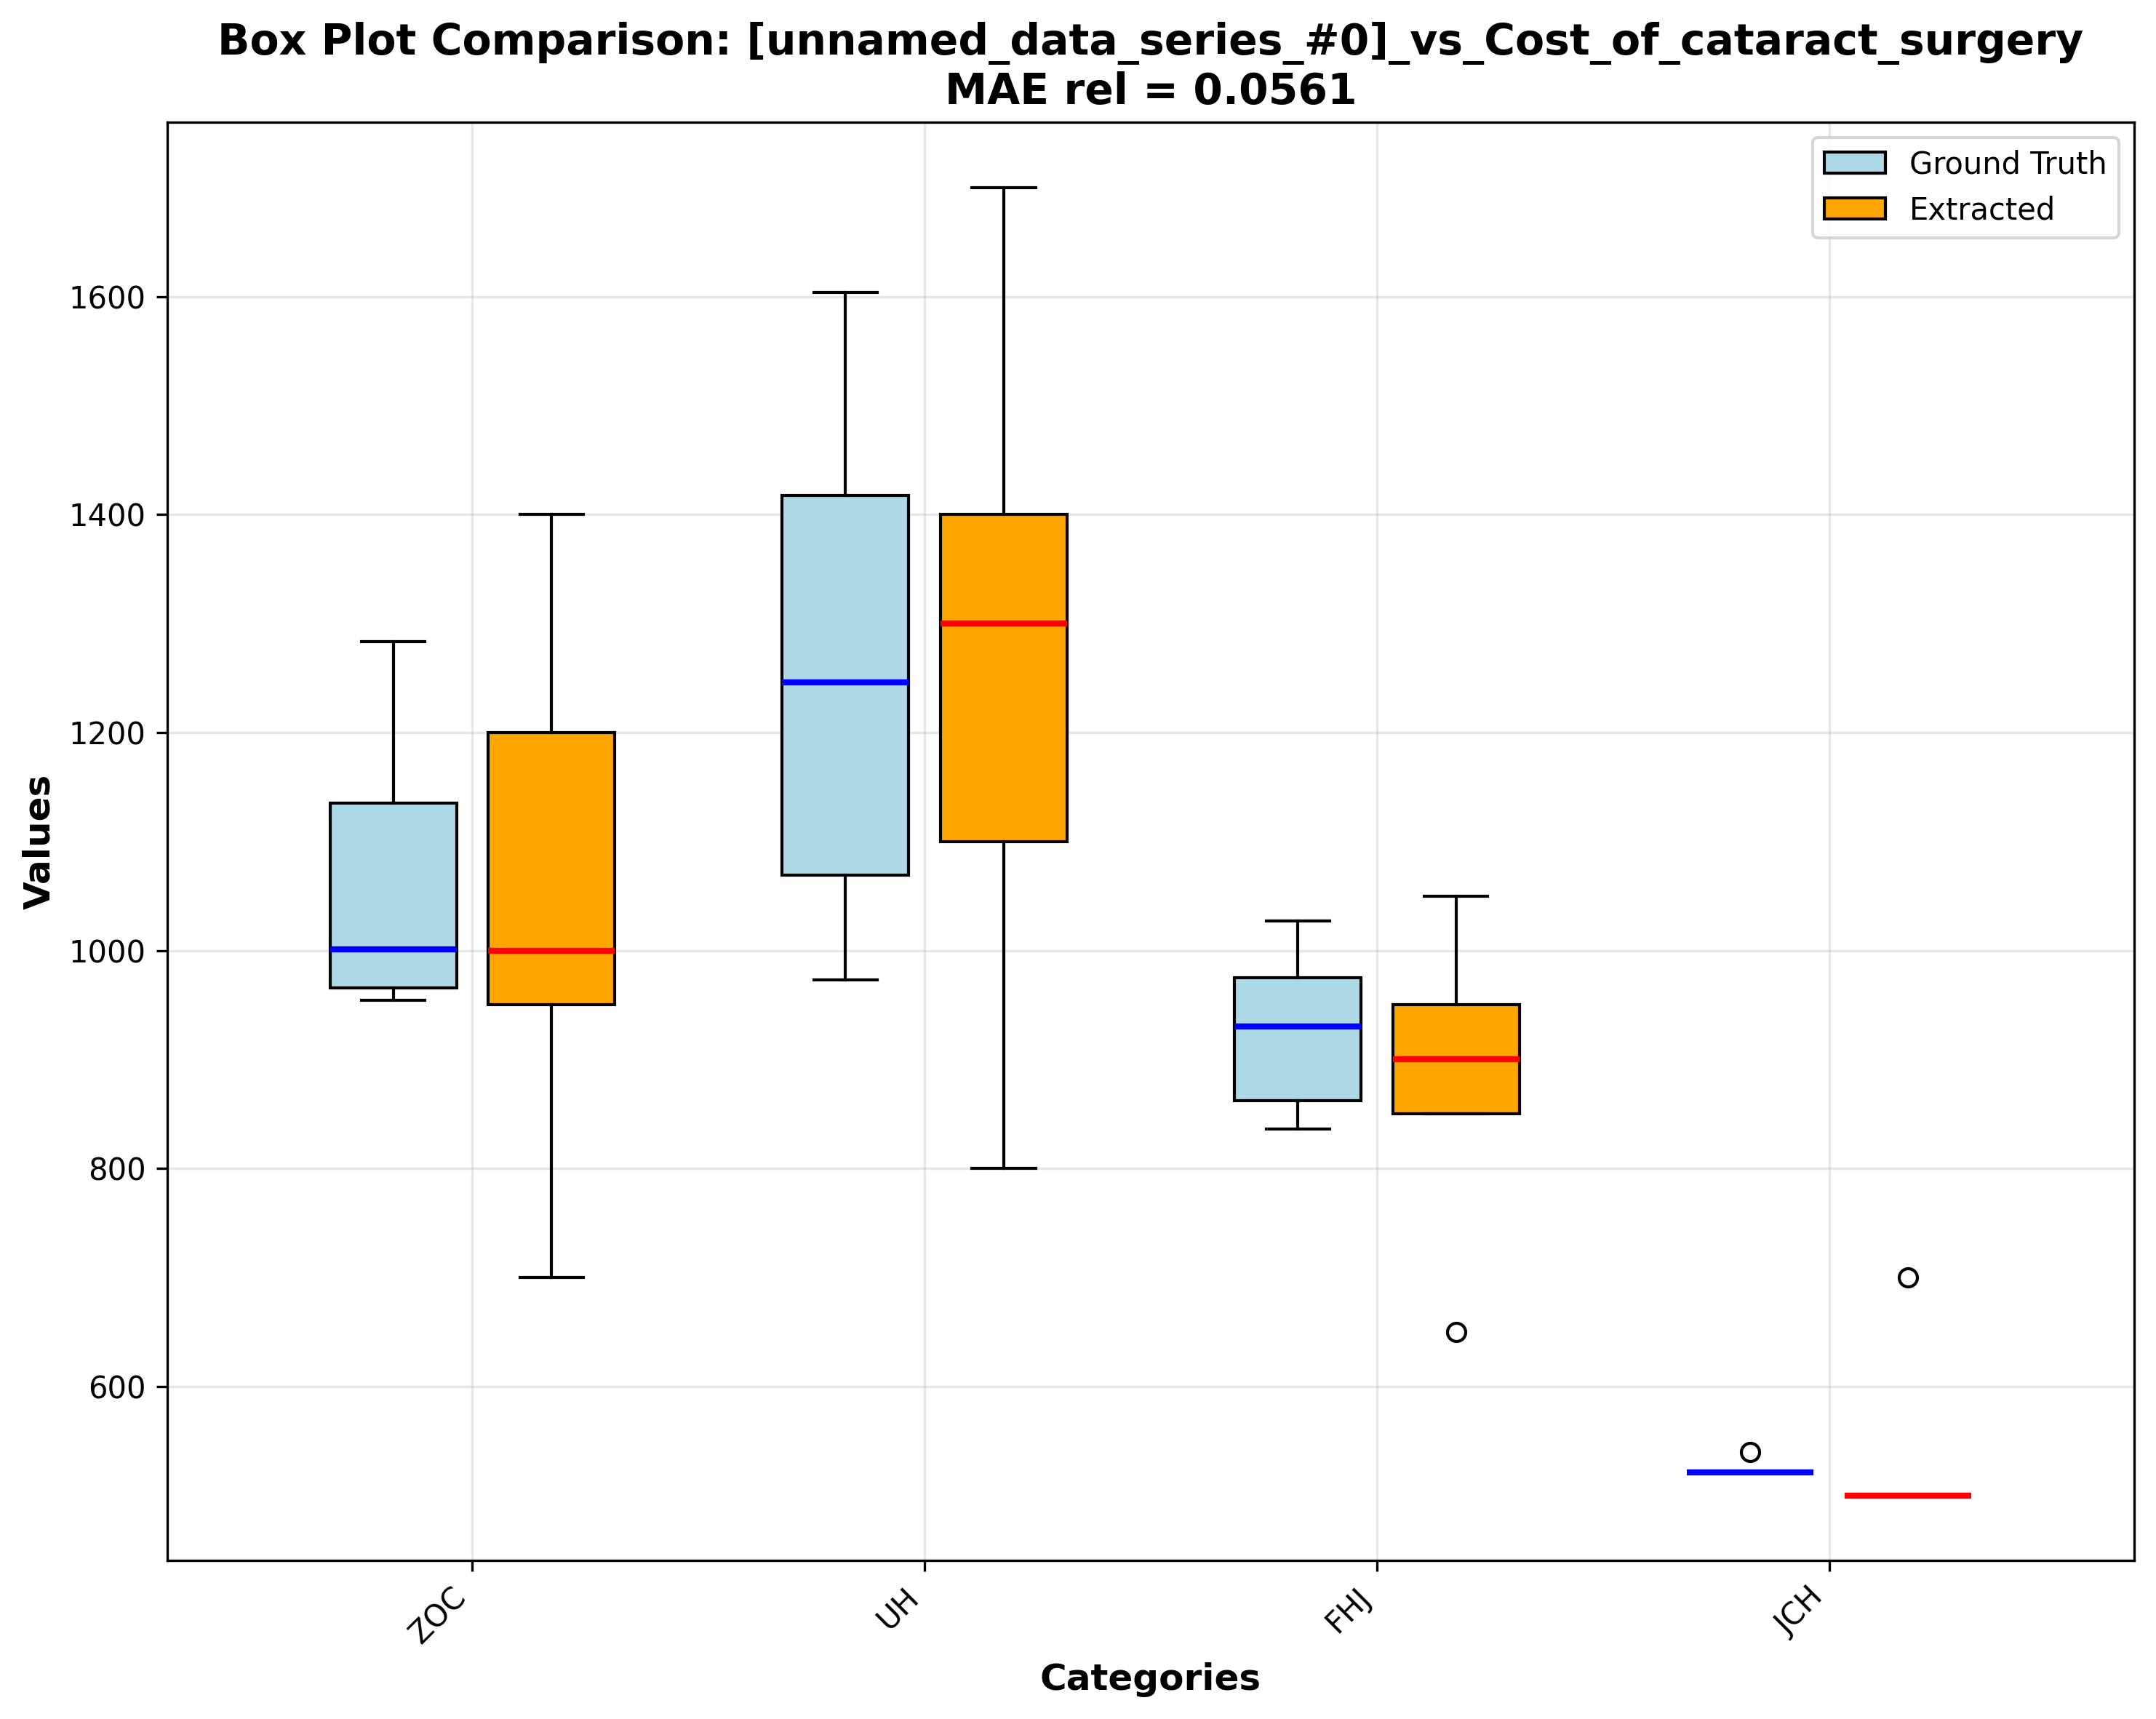 Box Plot Comparison: [unnamed_data_series_#0]_vs_Cost_of_cataract_surgery
MAE rel = 0.0561
Ground Truth
Extracted
1600
1400
1200
1000
800
600
Values
ZOC
UH
FHJ
JCH
Categories